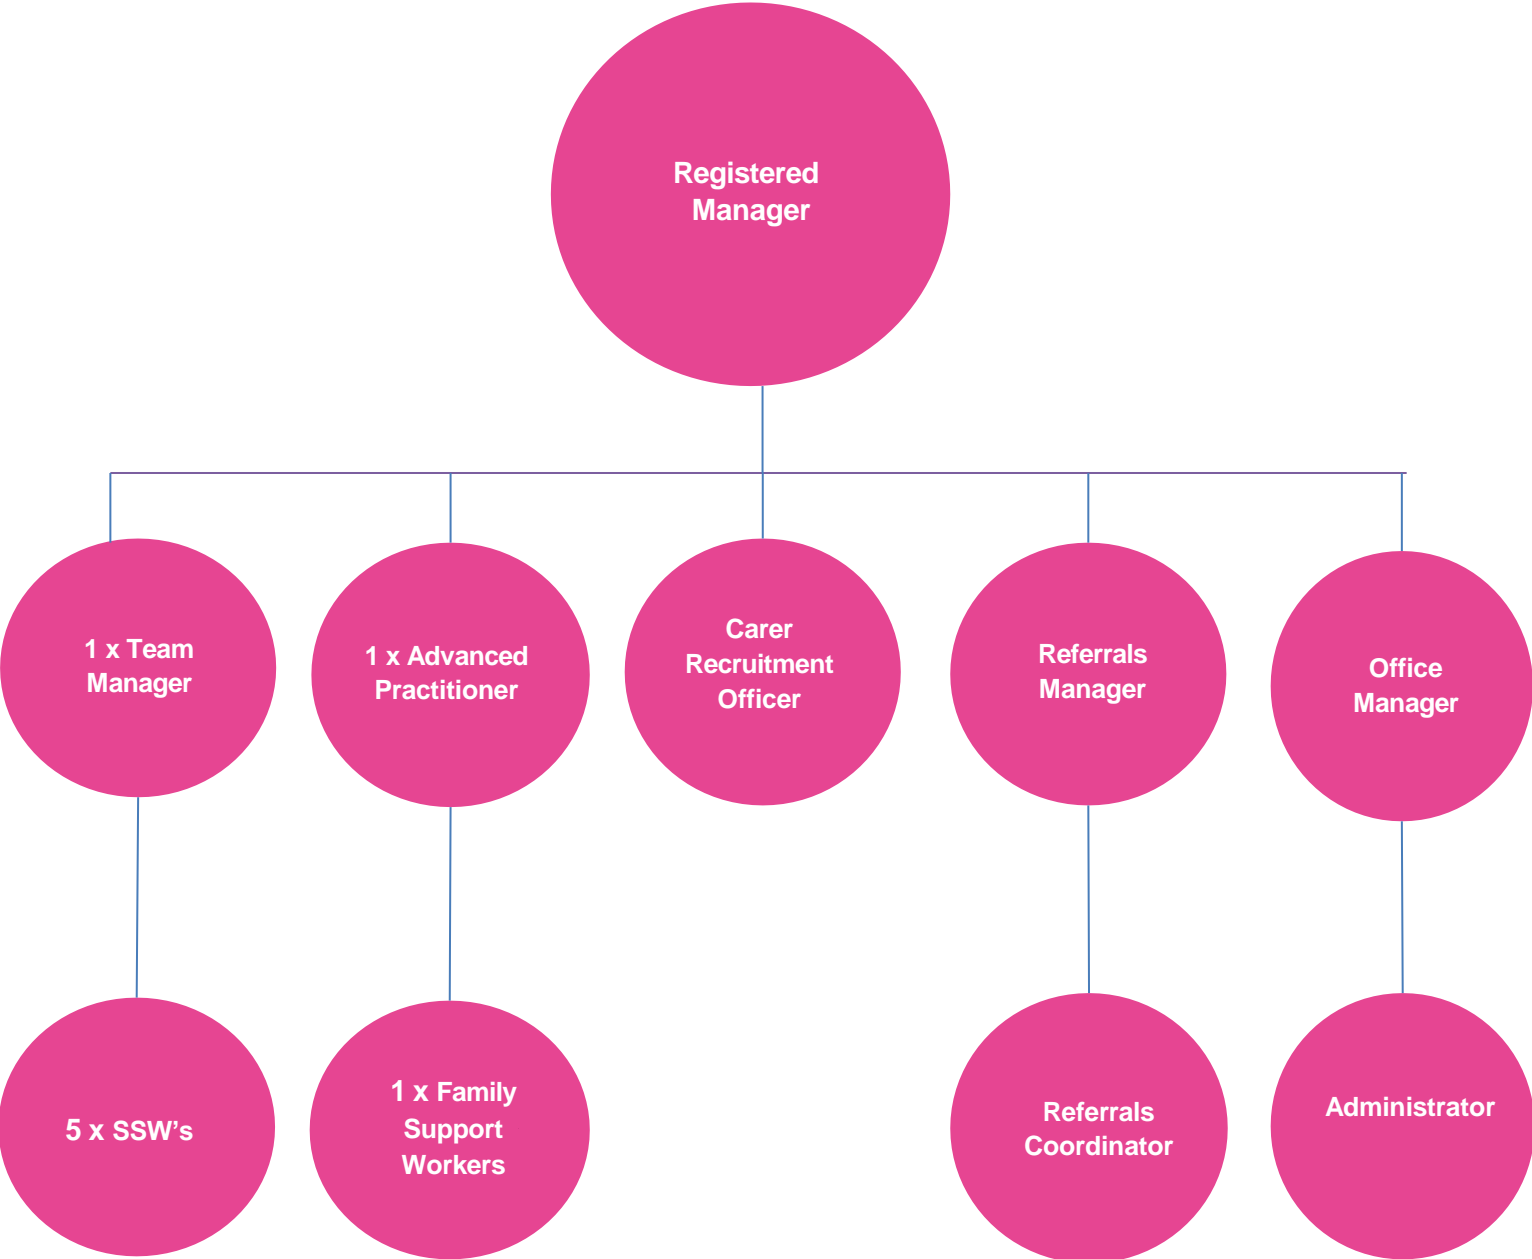 Registered
Manager
1 x Team
Manager
1 x Advanced
Practitioner
Carer
Recruitment
Officer
Referrals
Manager
Office
Manager
5 x SSW’s
1 x Family
Support
Workers
Referrals
Coordinator
Administrator